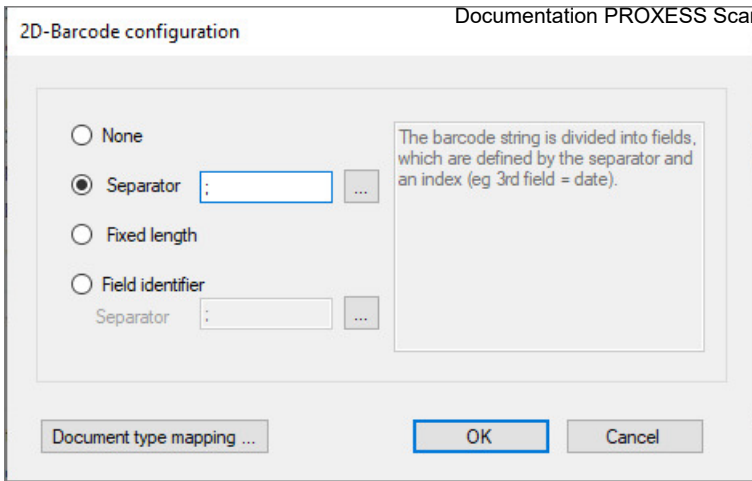 Documentation PROXESS Scan
2D-Barcode configuration
None
Separator ; ...
Fixed length
Field identifier
Separator ; ...
The barcode string is divided into fields,
which are defined by the separator and
an index (eg 3rd field = date).
Document type mapping ...
OK
Cancel